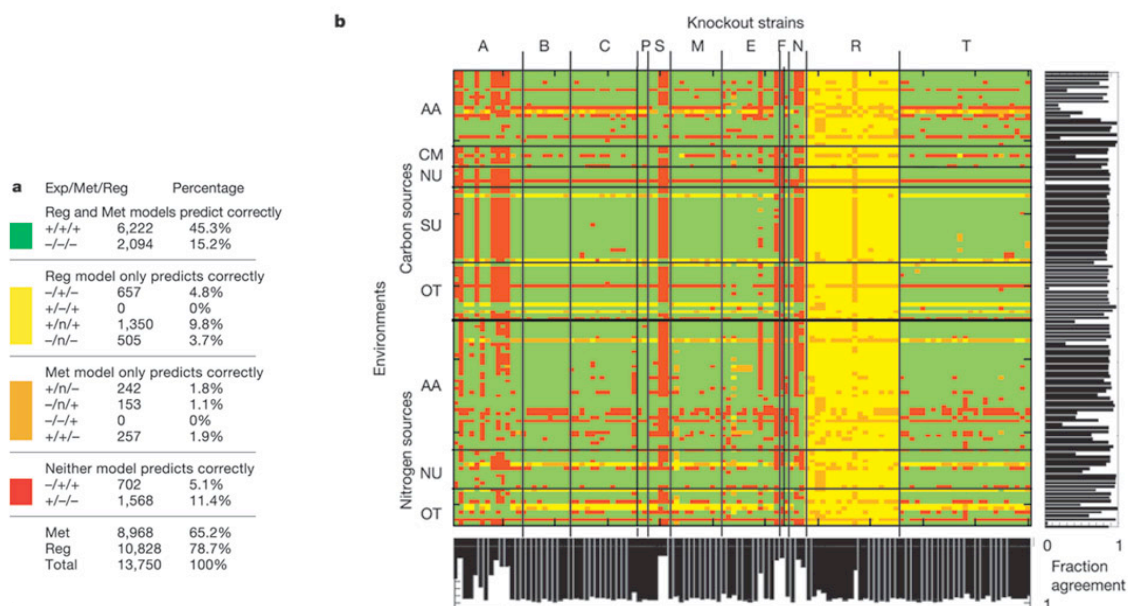 a Exp/Met/Reg Percentage
Reg and Met models predict correctly
+/+/+ 6,222 45.3%
–/–/– 2,094 15.2%
Reg model only predicts correctly
–/+/– 657 4.8%
+/–/+ 0 0%
+/n/+ 1,350 9.8%
–/n/– 505 3.7%
Met model only predicts correctly
+/n/– 242 1.8%
–/n/+ 153 1.1%
–/–/+ 0 0%
+/+/– 257 1.9%
Neither model predicts correctly
–/+/+ 702 5.1%
+/–/– 1,568 11.4%
Met 8,968 65.2%
Reg 10,828 78.7%
Total 13,750 100%
b
Knockout strains
A B C P S M E F N R T
Environments
Carbon sources
AA
CM
NU
SU
OT
Nitrogen sources
AA
NU
OT
0 1
Fraction
agreement
1